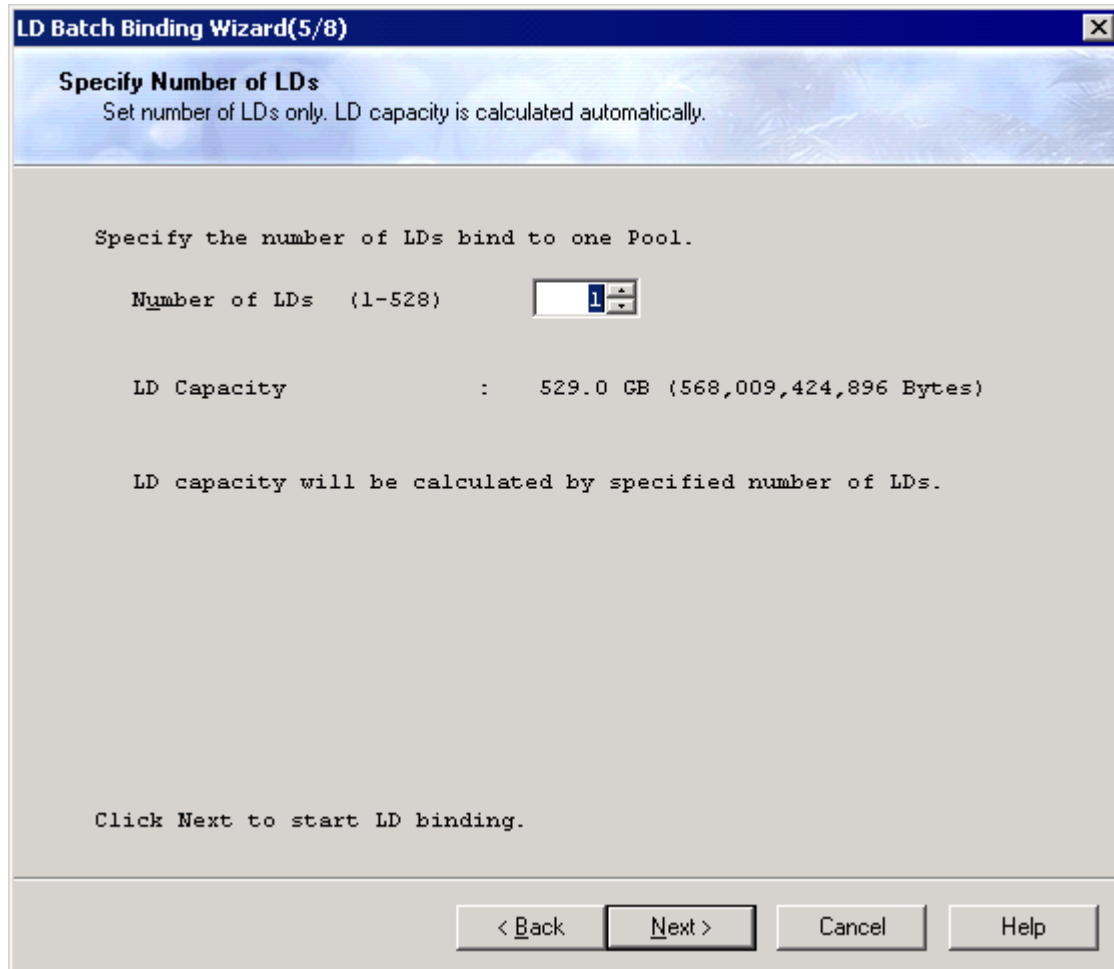 LD Batch Binding Wizard(5/8)
Specify Number of LDs
Set number of LDs only. LD capacity is calculated automatically.
Specify the number of LDs bind to one Pool.
Number of LDs (1-528) 1
LD Capacity : 529.0 GB (568,009,424,896 Bytes)
LD capacity will be calculated by specified number of LDs.
Click Next to start LD binding.
< Back Next > Cancel Help